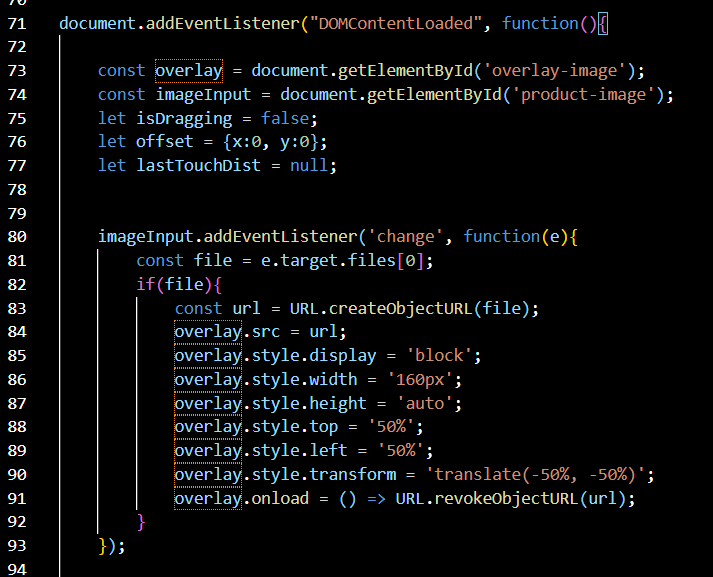 71 document.addEventListener("DOMContentLoaded", function(){
72
73 const overlay = document.getElementById('overlay-image');
74 const imageInput = document.getElementById('product-image');
75 let isDragging = false;
76 let offset = {x:0, y:0};
77 let lastTouchDist = null;
78
79
80 imageInput.addEventListener('change', function(e){
81 const file = e.target.files[0];
82 if(file){
83 const url = URL.createObjectURL(file);
84 overlay.src = url;
85 overlay.style.display = 'block';
86 overlay.style.width = '160px';
87 overlay.style.height = 'auto';
88 overlay.style.top = '50%';
89 overlay.style.left = '50%';
90 overlay.style.transform = 'translate(-50%, -50%)';
91 overlay.onload = () => URL.revokeObjectURL(url);
92 }
93 });
94